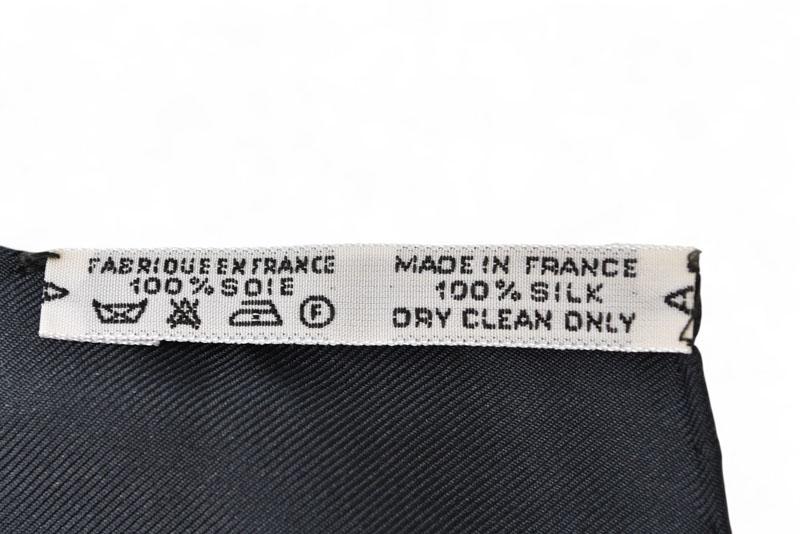 FABRIQUE EN FRANCE
100% SOIE
F
MADE IN FRANCE
100% SILK
DRY CLEAN ONLY
A